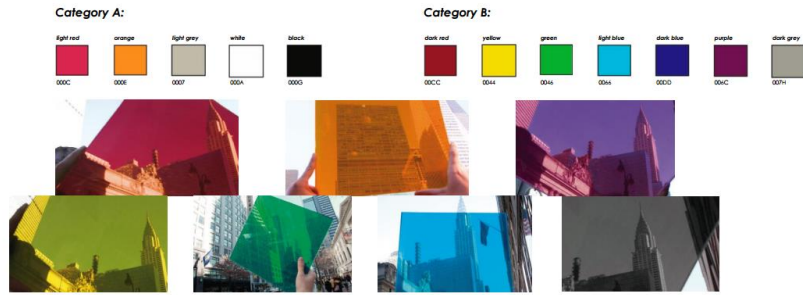 Category A:
Category B:
light red orange light grey white black
dark red yellow green light blue dark blue purple dark grey
000C 000E 0007 000A 000G
00CC 0044 0046 0066 00DD 006C 007H